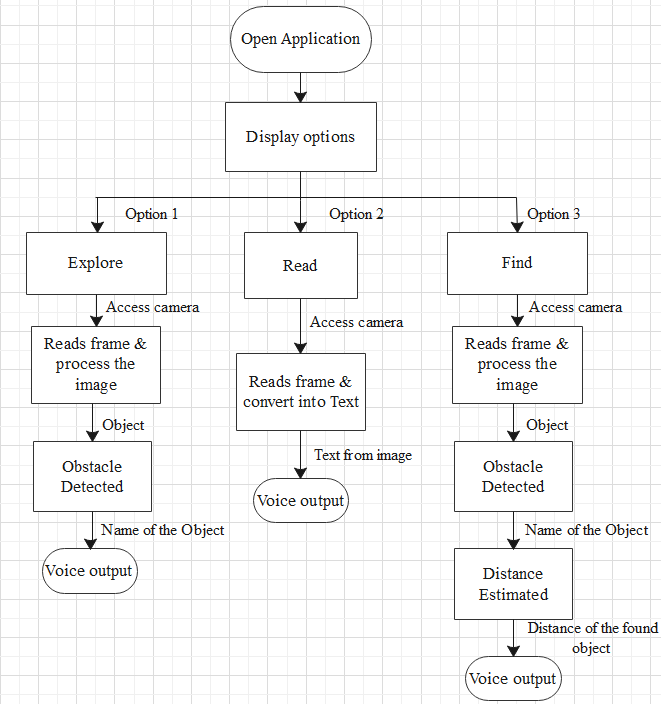 Open Application
Display options
Option 1
Option 2
Option 3
Explore
Read
Find
Access camera
Access camera
Access camera
Reads frame &
process the
image
Reads frame &
convert into Text
Reads frame &
process the
image
Object
Text from image
Object
Obstacle
Detected
Voice output
Obstacle
Detected
Name of the Object
Name of the Object
Voice output
Distance
Estimated
Distance of the found
object
Voice output